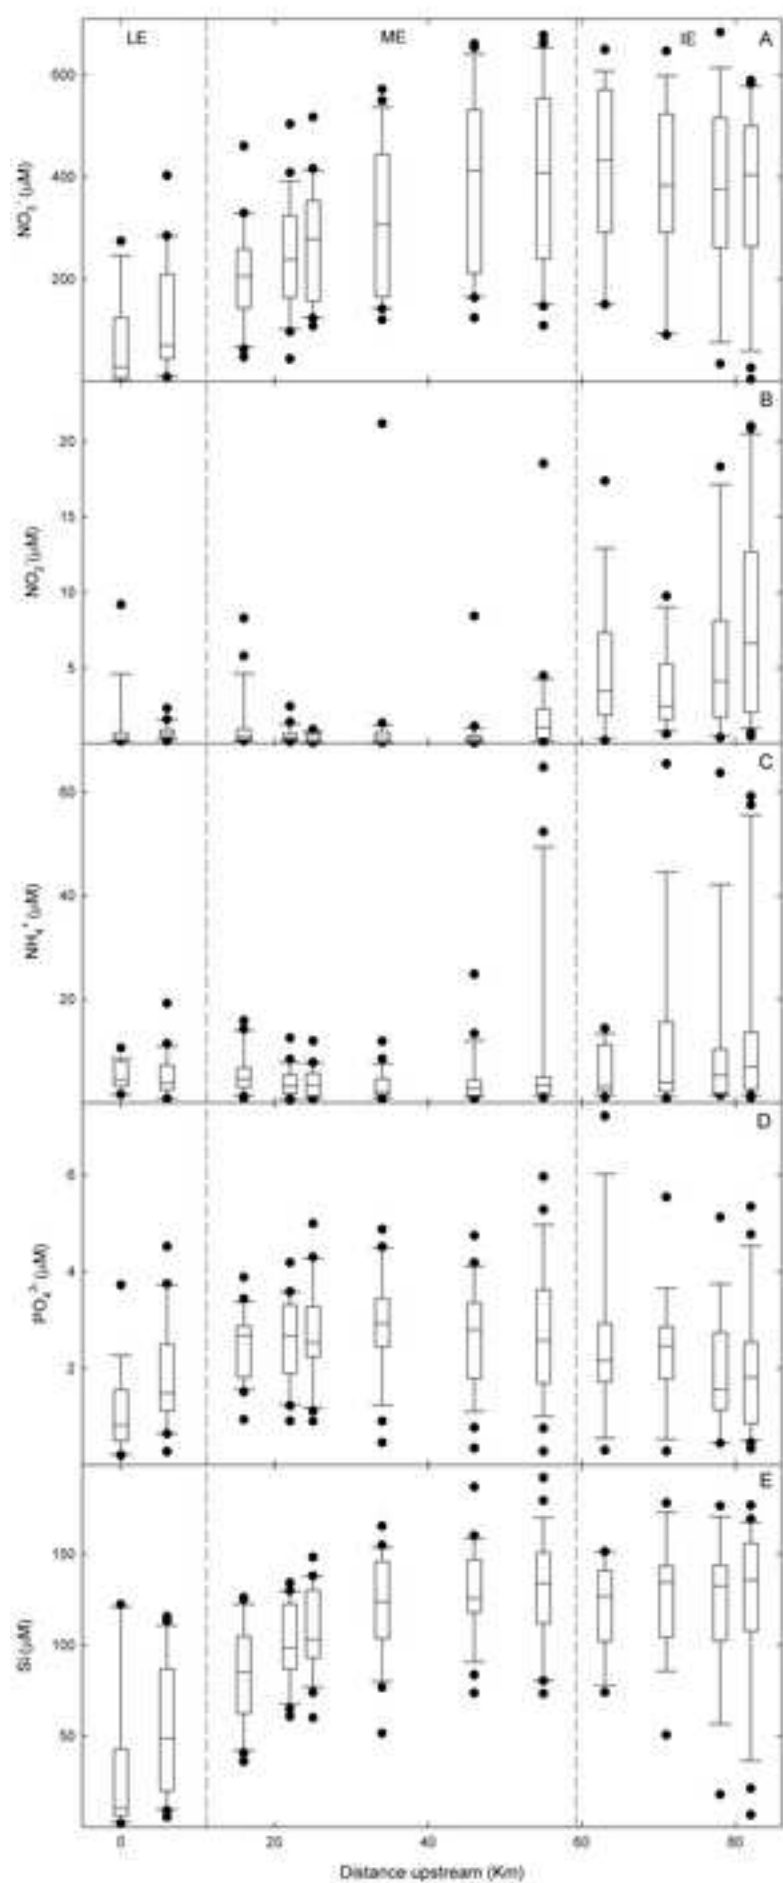 LE ME IE A
600
400
200
NO3- (µM)
B
20
15
10
5
NO2- (µM)
C
60
40
20
NH4+ (µM)
D
6
4
2
PO43- (µM)
E
150
100
50
Si (µM)
0 20 40 60 80
Distance upstream (Km)